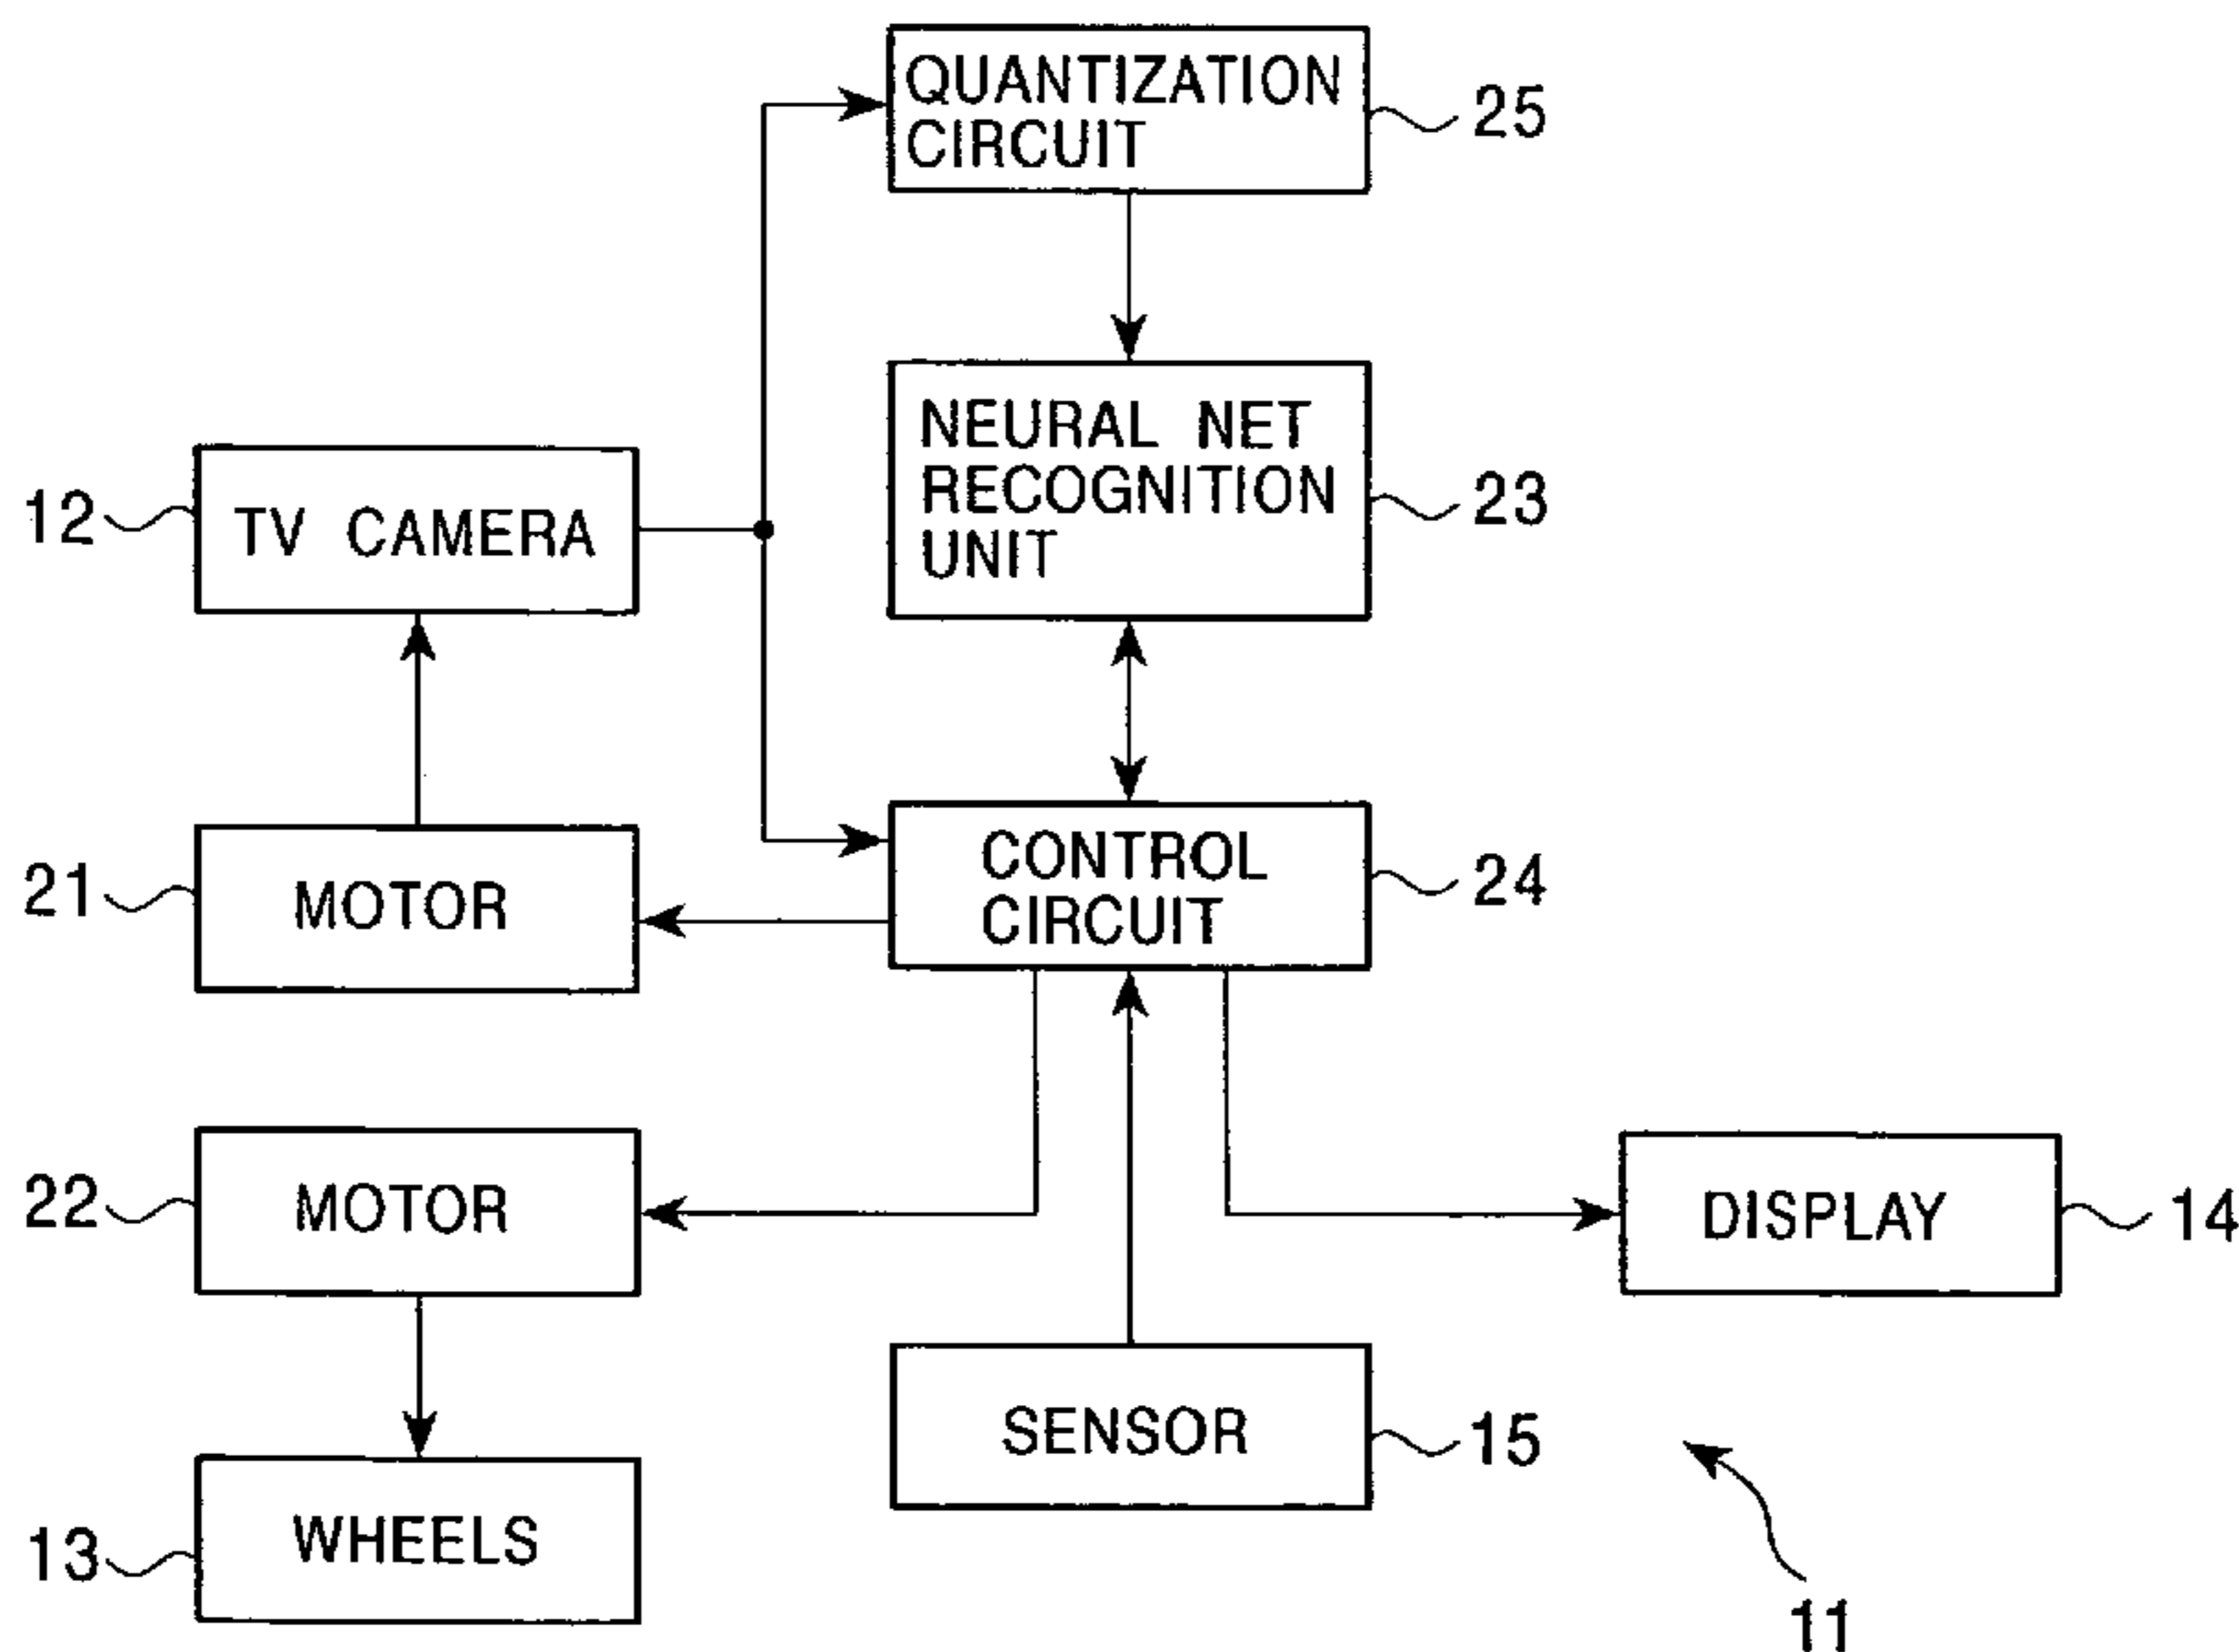 QUANTIZATION
CIRCUIT
25
NEURAL NET
RECOGNITION
UNIT
23
12
TV CAMERA
21
MOTOR
CONTROL
CIRCUIT
24
22
MOTOR
DISPLAY
14
SENSOR
15
13
WHEELS
11